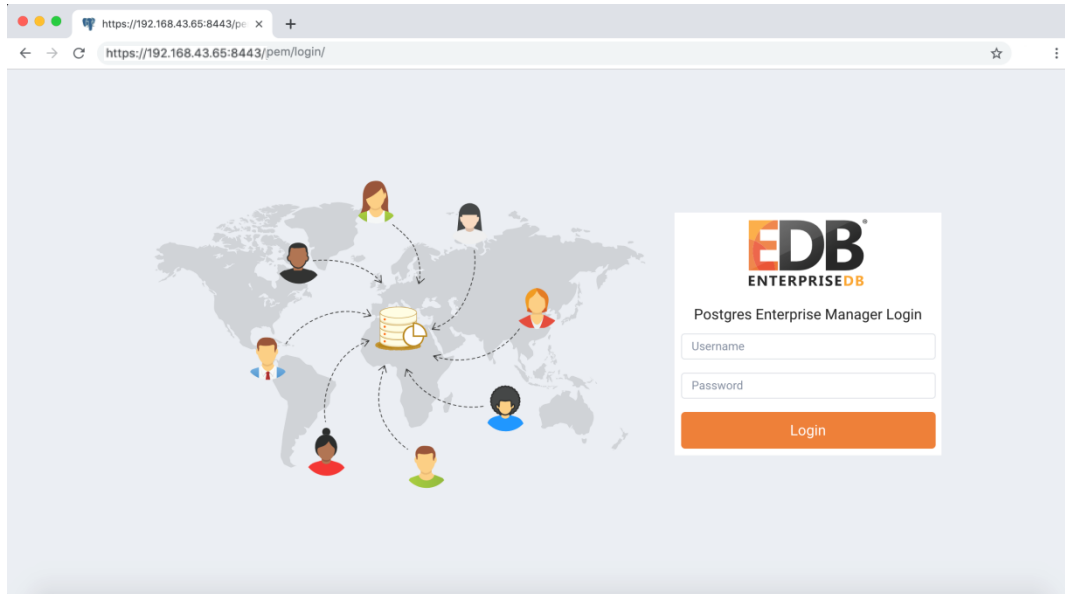 https://192.168.43.65:8443/pe
https://192.168.43.65:8443/pem/login/
EDB
ENTERPRISEDB
Postgres Enterprise Manager Login
Username
Password
Login